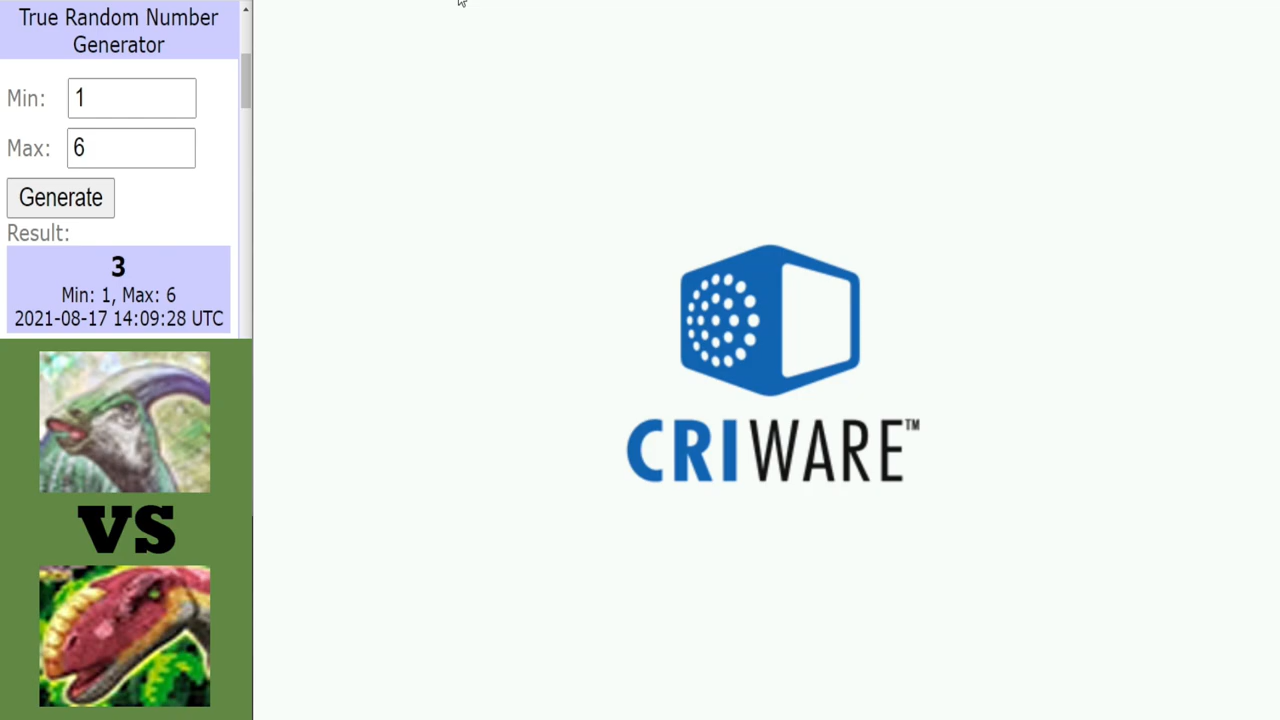 True Random Number
Generator
Min: 1
Max: 6
Generate
Result:
3
Min: 1, Max: 6
2021-08-17 14:09:28 UTC
VS
CRIWARE™